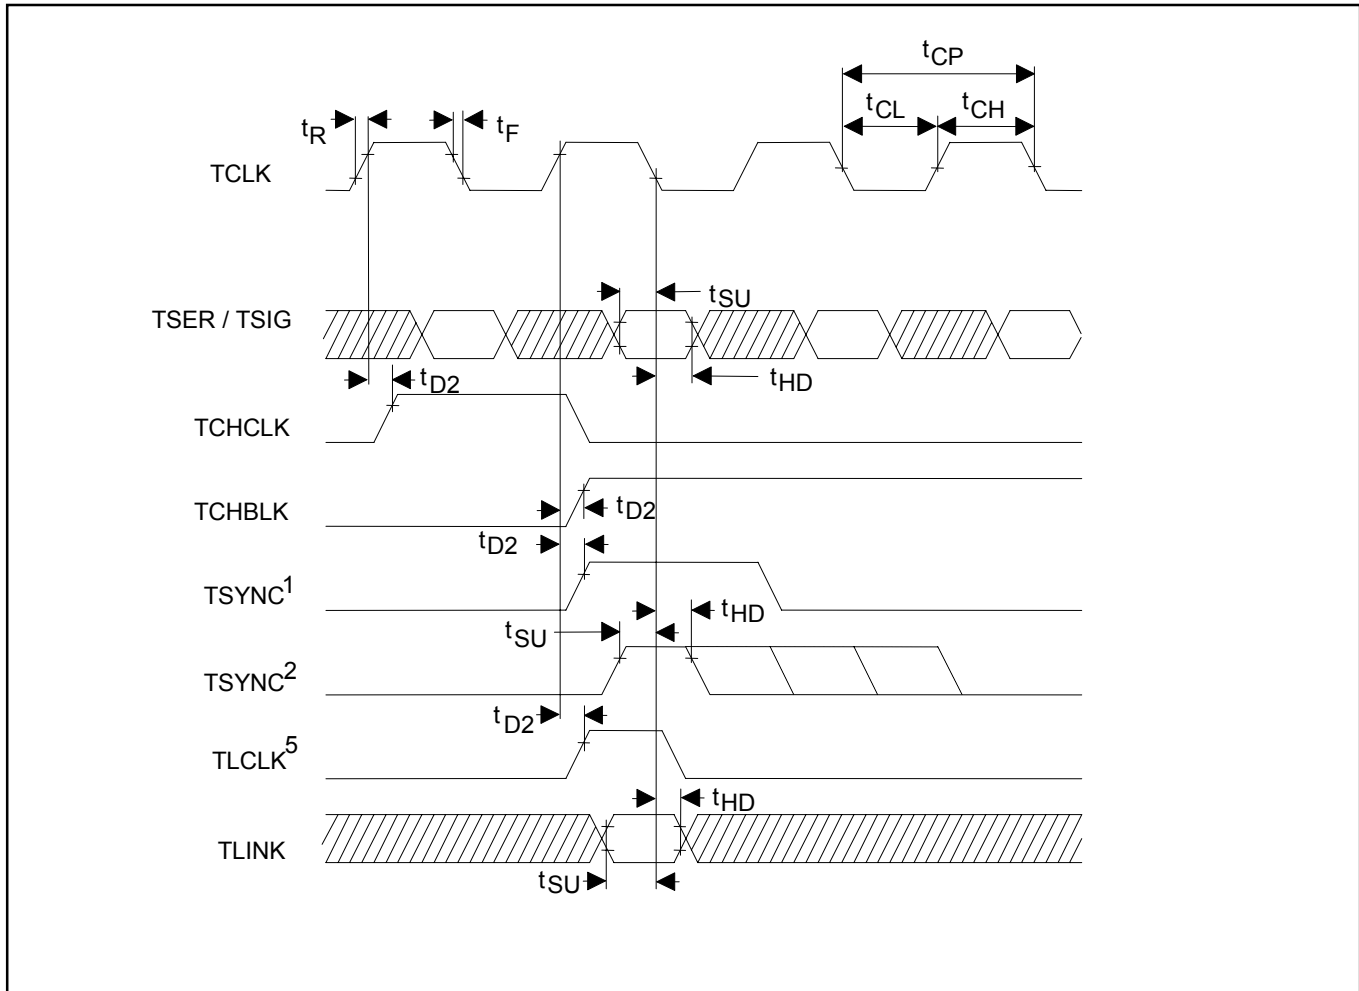 tCP
tCL tCH
tR tF
TCLK
tSU
TSER / TSIG
tHD
tD2
TCHCLK
TCHBLK
tD2
tD2
TSYNC1
tHD
tSU
TSYNC2
tD2
TLCLK5
tHD
TLINK
tSU